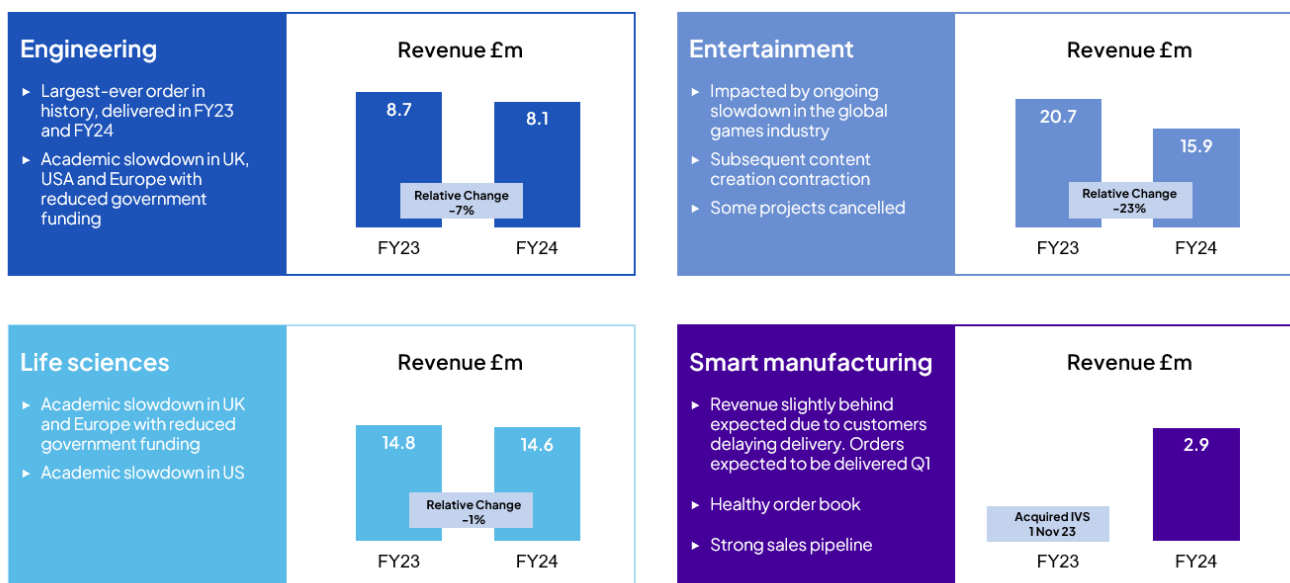 Engineering
▸ Largest-ever order in
history, delivered in FY23
and FY24
▸ Academic slowdown in UK,
USA and Europe with
reduced government
funding
Revenue £m
8.7
8.1
Relative Change
-7%
FY23
FY24
Entertainment
▸ Impacted by ongoing
slowdown in the global
games industry
▸ Subsequent content
creation contraction
▸ Some projects cancelled
Revenue £m
20.7
15.9
Relative Change
-23%
FY23
FY24
Life sciences
▸ Academic slowdown in UK
and Europe with reduced
government funding
▸ Academic slowdown in US
Revenue £m
14.8
14.6
Relative Change
-1%
FY23
FY24
Smart manufacturing
▸ Revenue slightly behind
expected due to customers
delaying delivery. Orders
expected to be delivered Q1
▸ Healthy order book
▸ Strong sales pipeline
Revenue £m
2.9
Acquired IVS
1 Nov 23
FY23
FY24